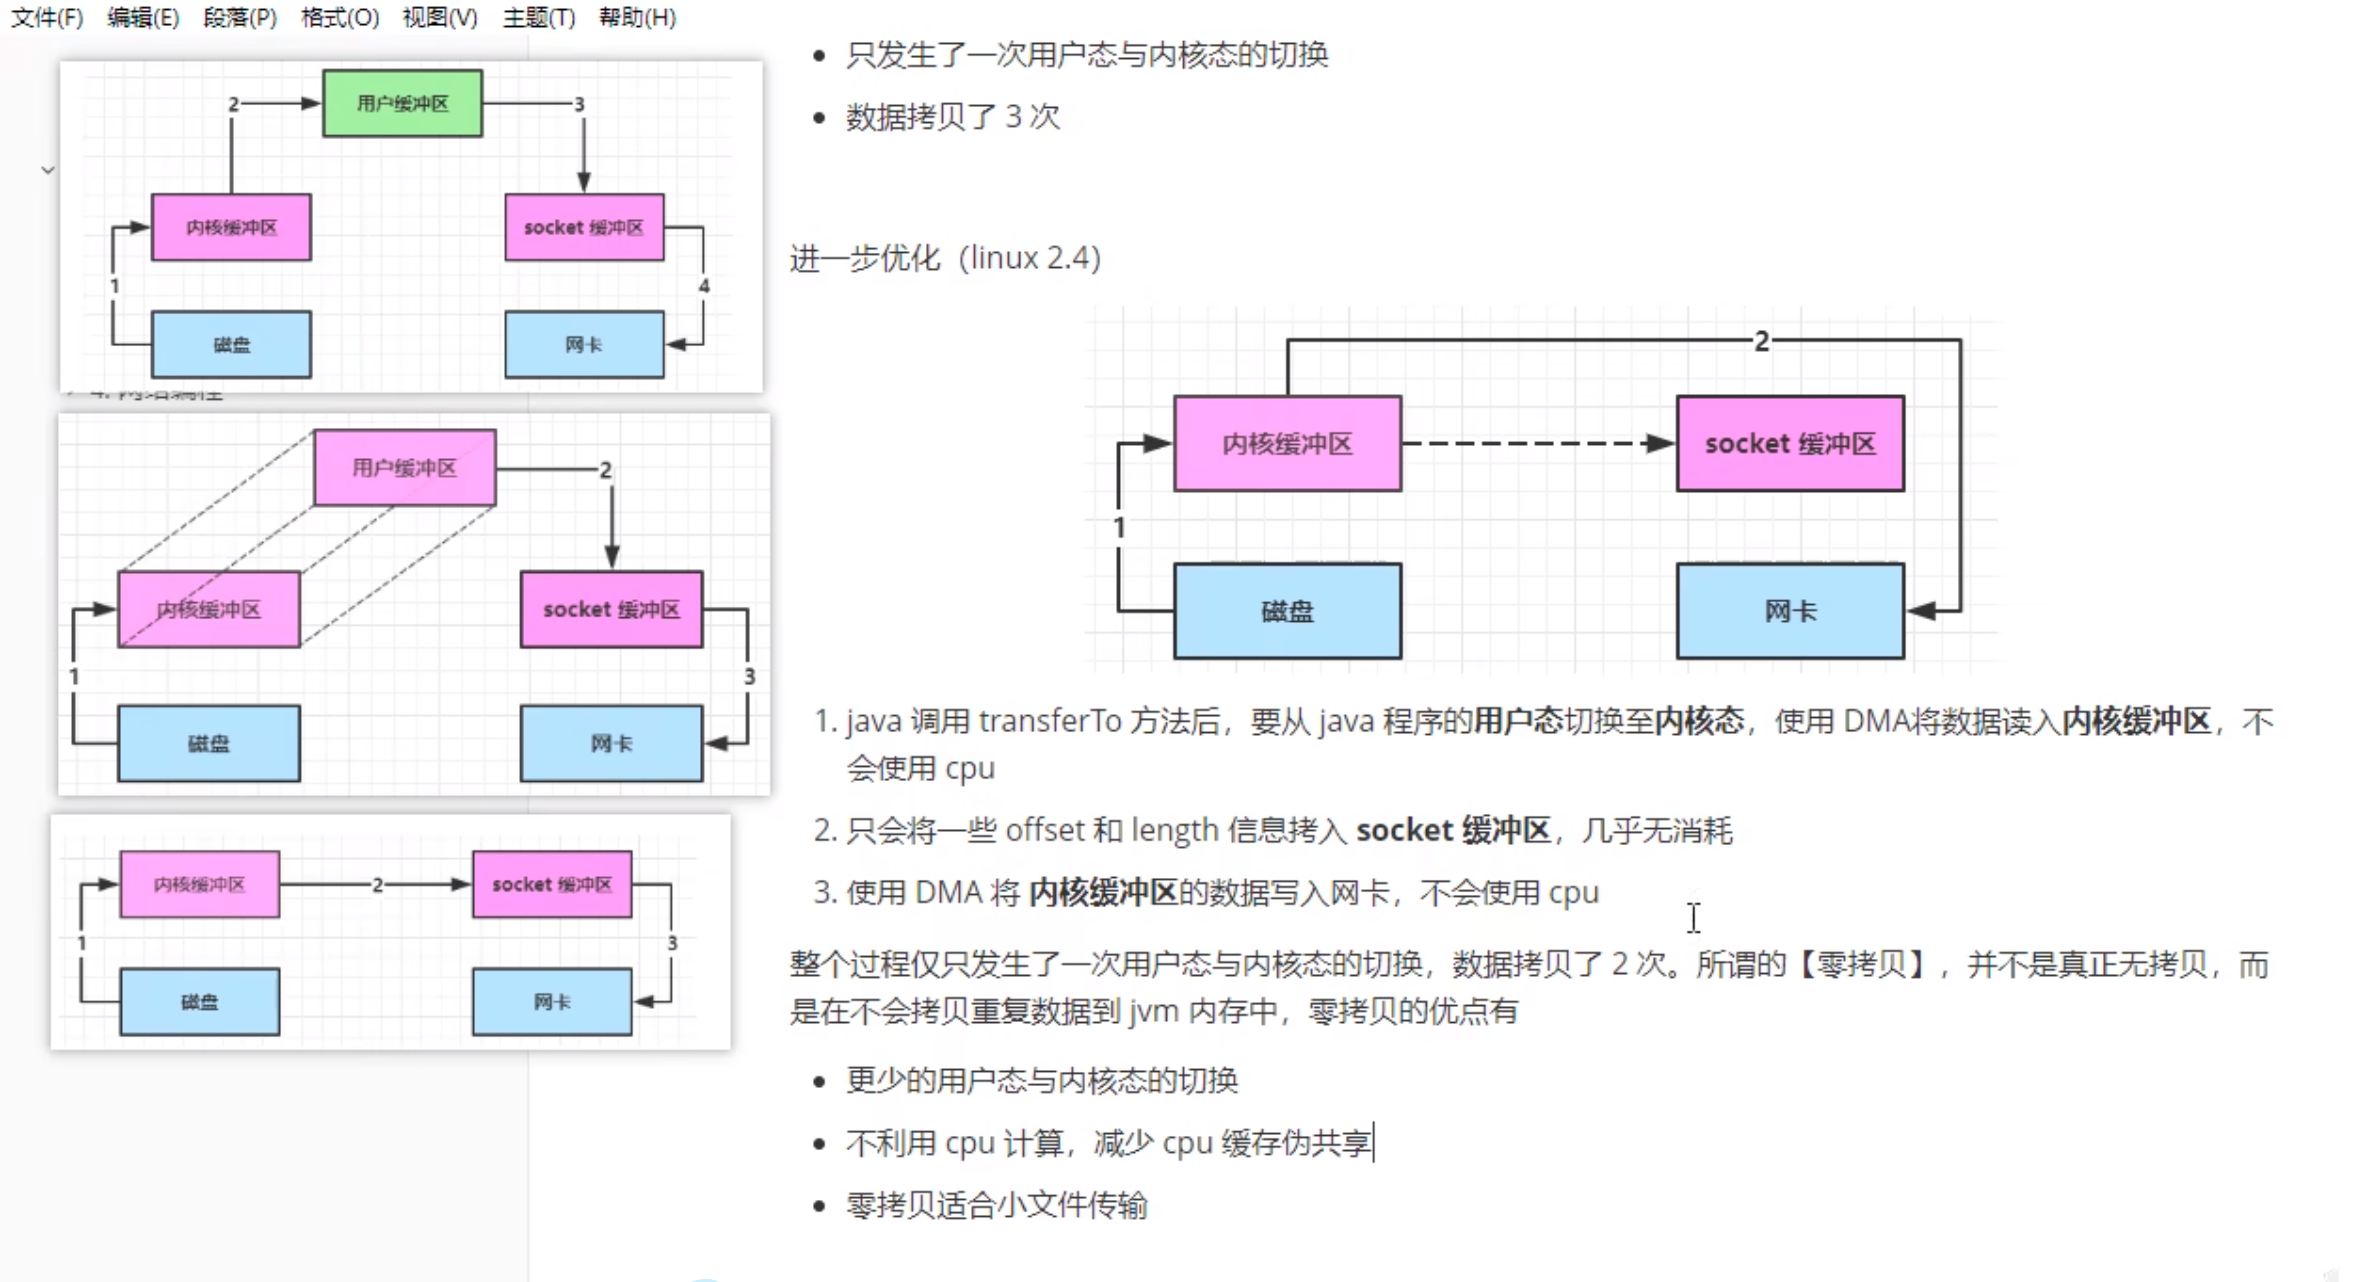 文件(F) 编辑(E) 段落(P) 格式(O) 视图(V) 主题(T) 帮助(H)
2
用户缓冲区
3
内核缓冲区
socket 缓冲区
1
4
磁盘
网卡
4. 网络编程
用户缓冲区
2
内核缓冲区
socket 缓冲区
1
3
磁盘
网卡
内核缓冲区
2
socket 缓冲区
1
3
磁盘
网卡
只发生了一次用户态与内核态的切换
数据拷贝了 3 次
进一步优化（linux 2.4）
2
内核缓冲区
socket 缓冲区
1
磁盘
网卡
1. java 调用 transferTo 方法后，要从 java 程序的用户态切换至内核态，使用 DMA将数据读入内核缓冲区，不
会使用 cpu
2. 只会将一些 offset 和 length 信息拷入 socket 缓冲区，几乎无消耗
3. 使用 DMA 将 内核缓冲区的数据写入网卡，不会使用 cpu
整个过程仅只发生了一次用户态与内核态的切换，数据拷贝了 2 次。所谓的【零拷贝】，并不是真正无拷贝，而
是在不会拷贝重复数据到 jvm 内存中，零拷贝的优点有
更少的用户态与内核态的切换
不利用 cpu 计算，减少 cpu 缓存伪共享
零拷贝适合小文件传输